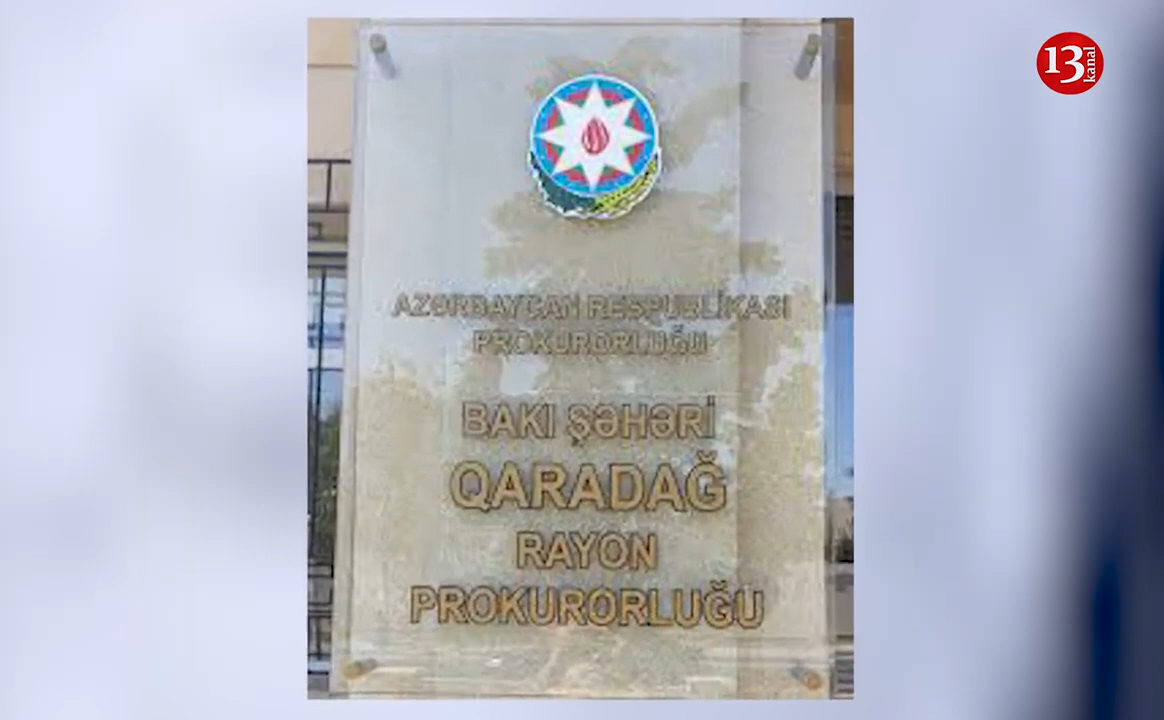 13
kanal
AZƏRBAYCAN RESPUBLİKASI
PROKURORLUĞU
BAKI ŞƏHƏRİ
QARADAĞ
RAYON
PROKURORLUĞU